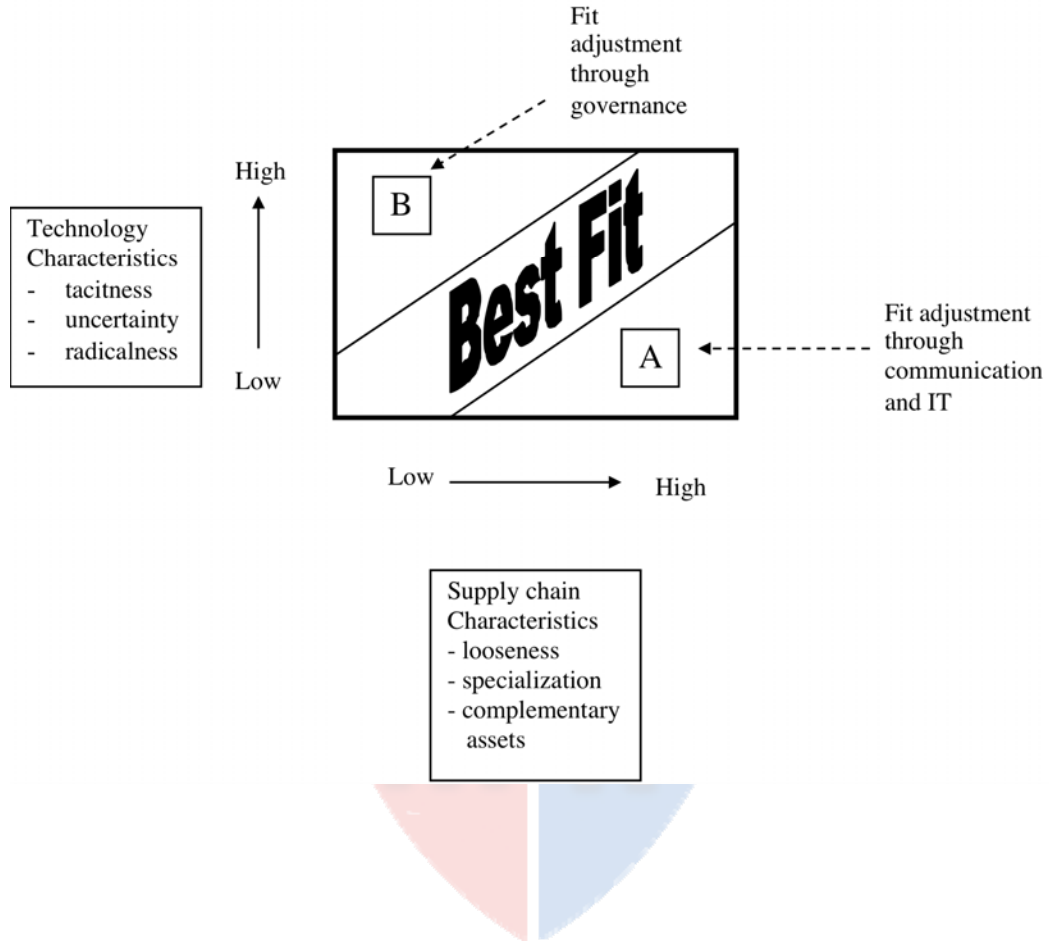 Fit
adjustment
through
governance
High
B
Technology
Characteristics
- tacitness
- uncertainty
- radicalness
Best Fit
A
Fit adjustment
through
communication
and IT
Low
Low
High
Supply chain
Characteristics
- looseness
- specialization
- complementary
assets